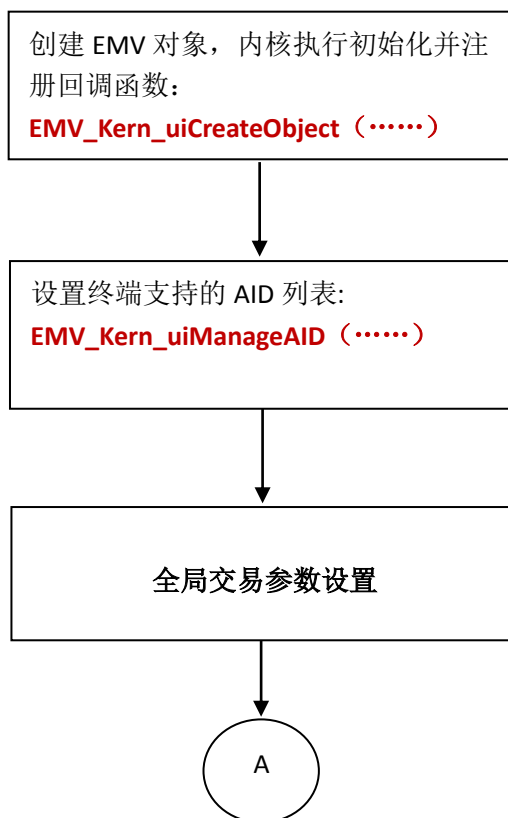 创建 EMV 对象，内核执行初始化并注
册回调函数：
EMV_Kern_uiCreateObject（……）
设置终端支持的 AID 列表:
EMV_Kern_uiManageAID（……）
全局交易参数设置
A